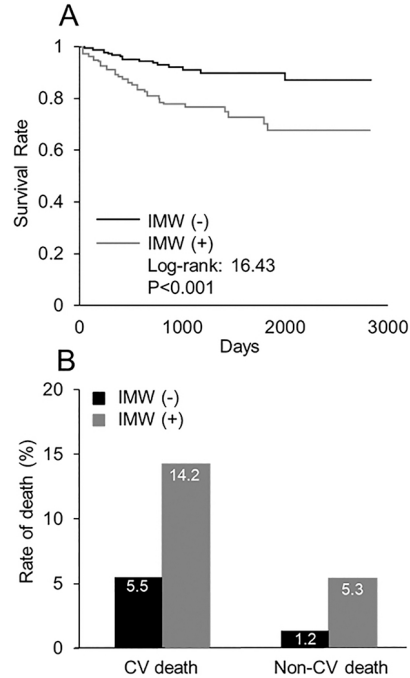 A
1
0.8
0.6
0.4
0.2
0
Survival Rate
IMW (-)
IMW (+)
Log-rank: 16.43
P<0.001
0 1000 2000 3000
Days
B
20
15
10
5
0
Rate of death (%)
IMW (-)
IMW (+)
5.5 14.2 1.2 5.3
CV death Non-CV death